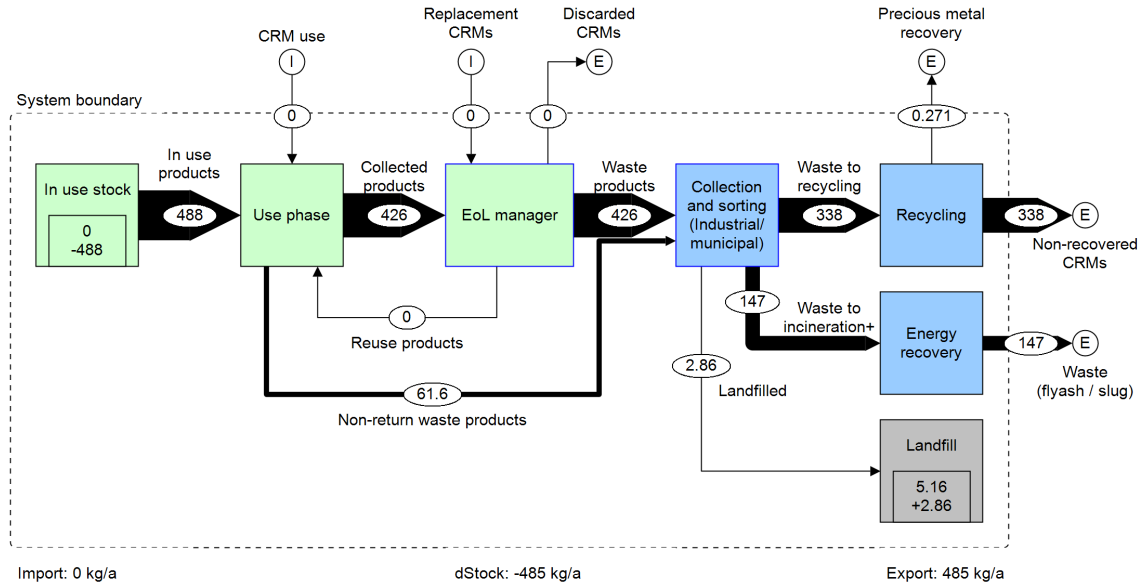 CRM use
Replacement
CRMs
Discarded
CRMs
Precious metal
recovery
I
I
E
E
System boundary
0
0
0
0.271
In use stock
0
-488
In use
products
488
Use phase
Collected
products
426
EoL manager
Waste
products
426
Collection
and sorting
(Industrial/
municipal)
Waste to
recycling
338
Recycling
338
E
Non-recovered
CRMs
0
Reuse products
147
Waste to
incineration+
Energy
recovery
147
E
Waste
(flyash / slug)
61.6
Non-return waste products
2.86
Landfilled
Landfill
5.16
+2.86
Import: 0 kg/a
dStock: -485 kg/a
Export: 485 kg/a